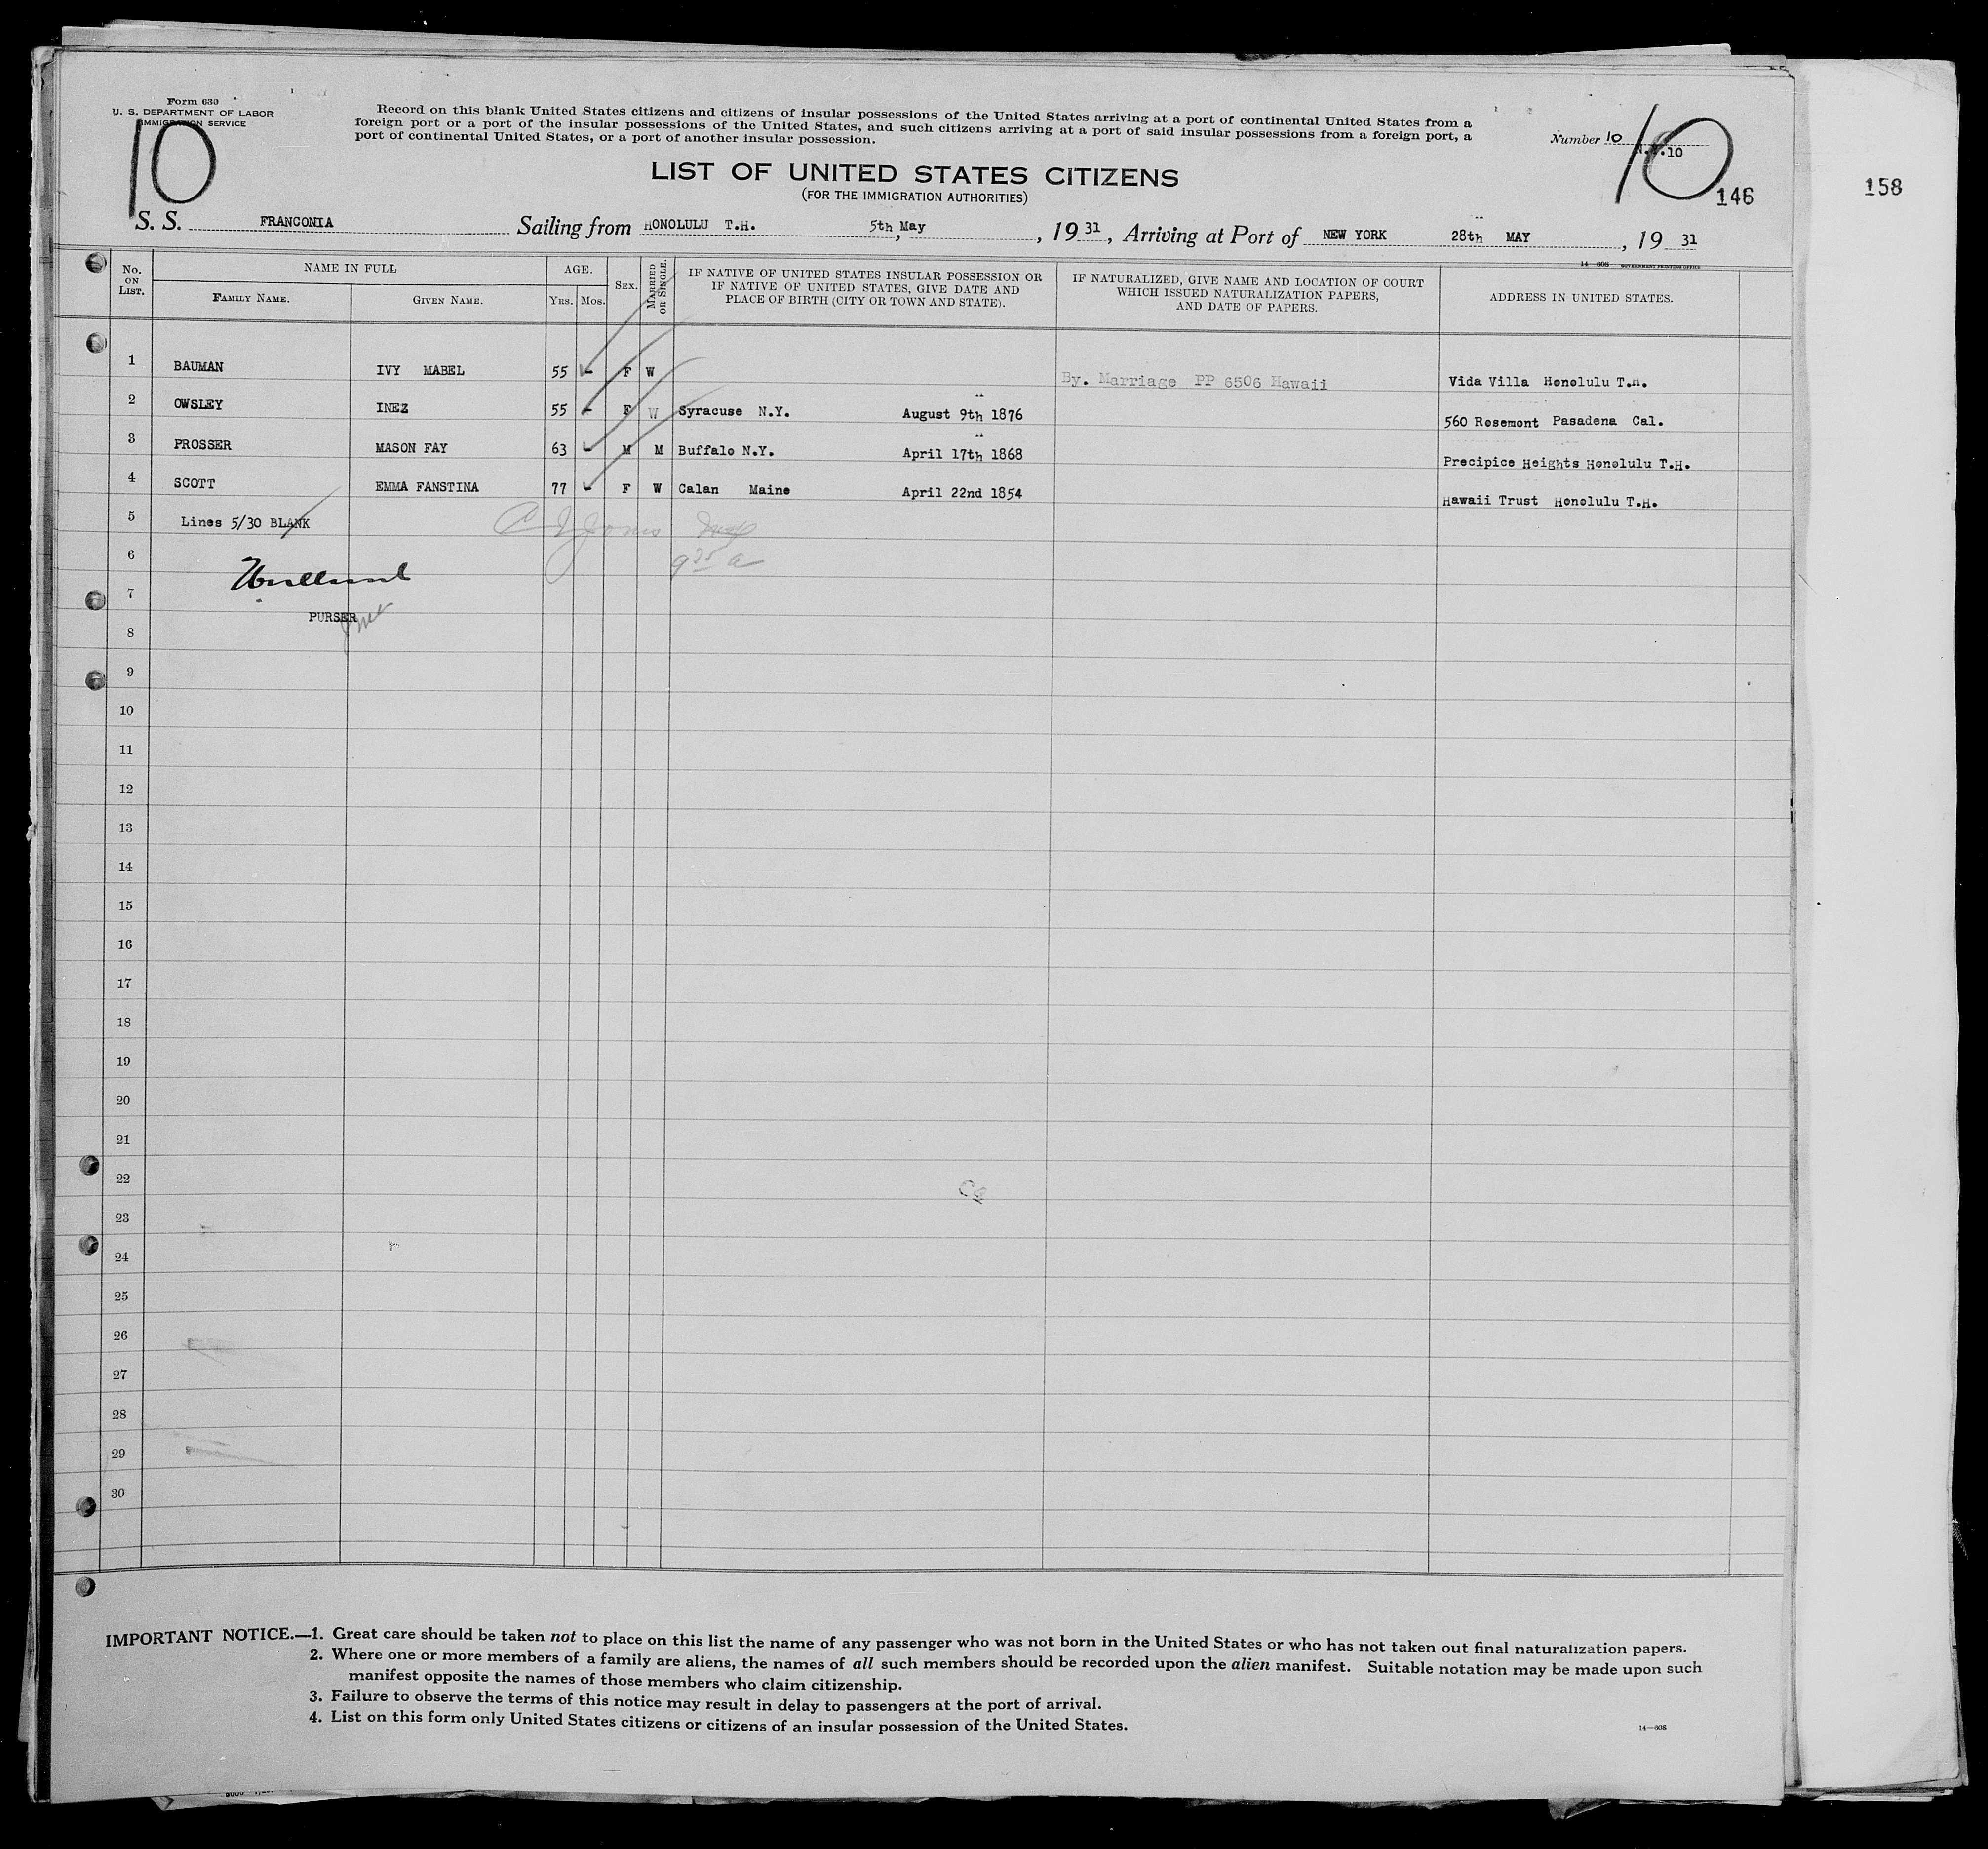 Form 630
U. S. DEPARTMENT OF LABOR
IMMIGRATION SERVICE
10
Record on this blank United States citizens and citizens of insular possessions of the United States arriving at a port of continental United States from a
foreign port or a port of the insular possessions of the United States, and such citizens arriving at a port of said insular possessions from a foreign port, a
port of continental United States, or a port of another insular possession.
Number 10
10
10
146
158
LIST OF UNITED STATES CITIZENS
(FOR THE IMMIGRATION AUTHORITIES)
S. S. FRANCONIA Sailing from HONOLULU T.H. 5th, May, 1931, Arriving at Port of NEW YORK 28th MAY, 19 31
14—608 GOVERNMENT PRINTING OFFICE
No. ON LIST. NAME IN FULL AGE. SEX. MARRIED OR SINGLE. IF NATIVE OF UNITED STATES INSULAR POSSESSION OR IF NATIVE OF UNITED STATES, GIVE DATE AND PLACE OF BIRTH (CITY OR TOWN AND STATE). IF NATURALIZED, GIVE NAME AND LOCATION OF COURT WHICH ISSUED NATURALIZATION PAPERS, AND DATE OF PAPERS. ADDRESS IN UNITED STATES.
FAMILY NAME. GIVEN NAME. YRS. MOS.
1 BAUMAN IVY MABEL 55 - F W By. Marriage PP 6506 Hawaii Vida Villa Honolulu T.H.
2 OWSLEY INEZ 55 - F W Syracuse N.Y. August 9th 1876 560 Rosemont Pasadena Cal.
3 PROSSER MASON FAY 63 - M M Buffalo N.Y. April 17th 1868 Precipice Heights Honolulu T.H.
4 SCOTT EMMA FANSTINA 77 - F W Calan Maine April 22nd 1854 Hawaii Trust Honolulu T.H.
5 Lines 5/30 BLANK
6
7
PURSER
8
9
10
11
12
13
14
15
16
17
18
19
20
21
22
23
24
25
26
27
28
29
30
IMPORTANT NOTICE.—1. Great care should be taken not to place on this list the name of any passenger who was not born in the United States or who has not taken out final naturalization papers.
2. Where one or more members of a family are aliens, the names of all such members should be recorded upon the alien manifest. Suitable notation may be made upon such
manifest opposite the names of those members who claim citizenship.
3. Failure to observe the terms of this notice may result in delay to passengers at the port of arrival.
4. List on this form only United States citizens or citizens of an insular possession of the United States.
14—608